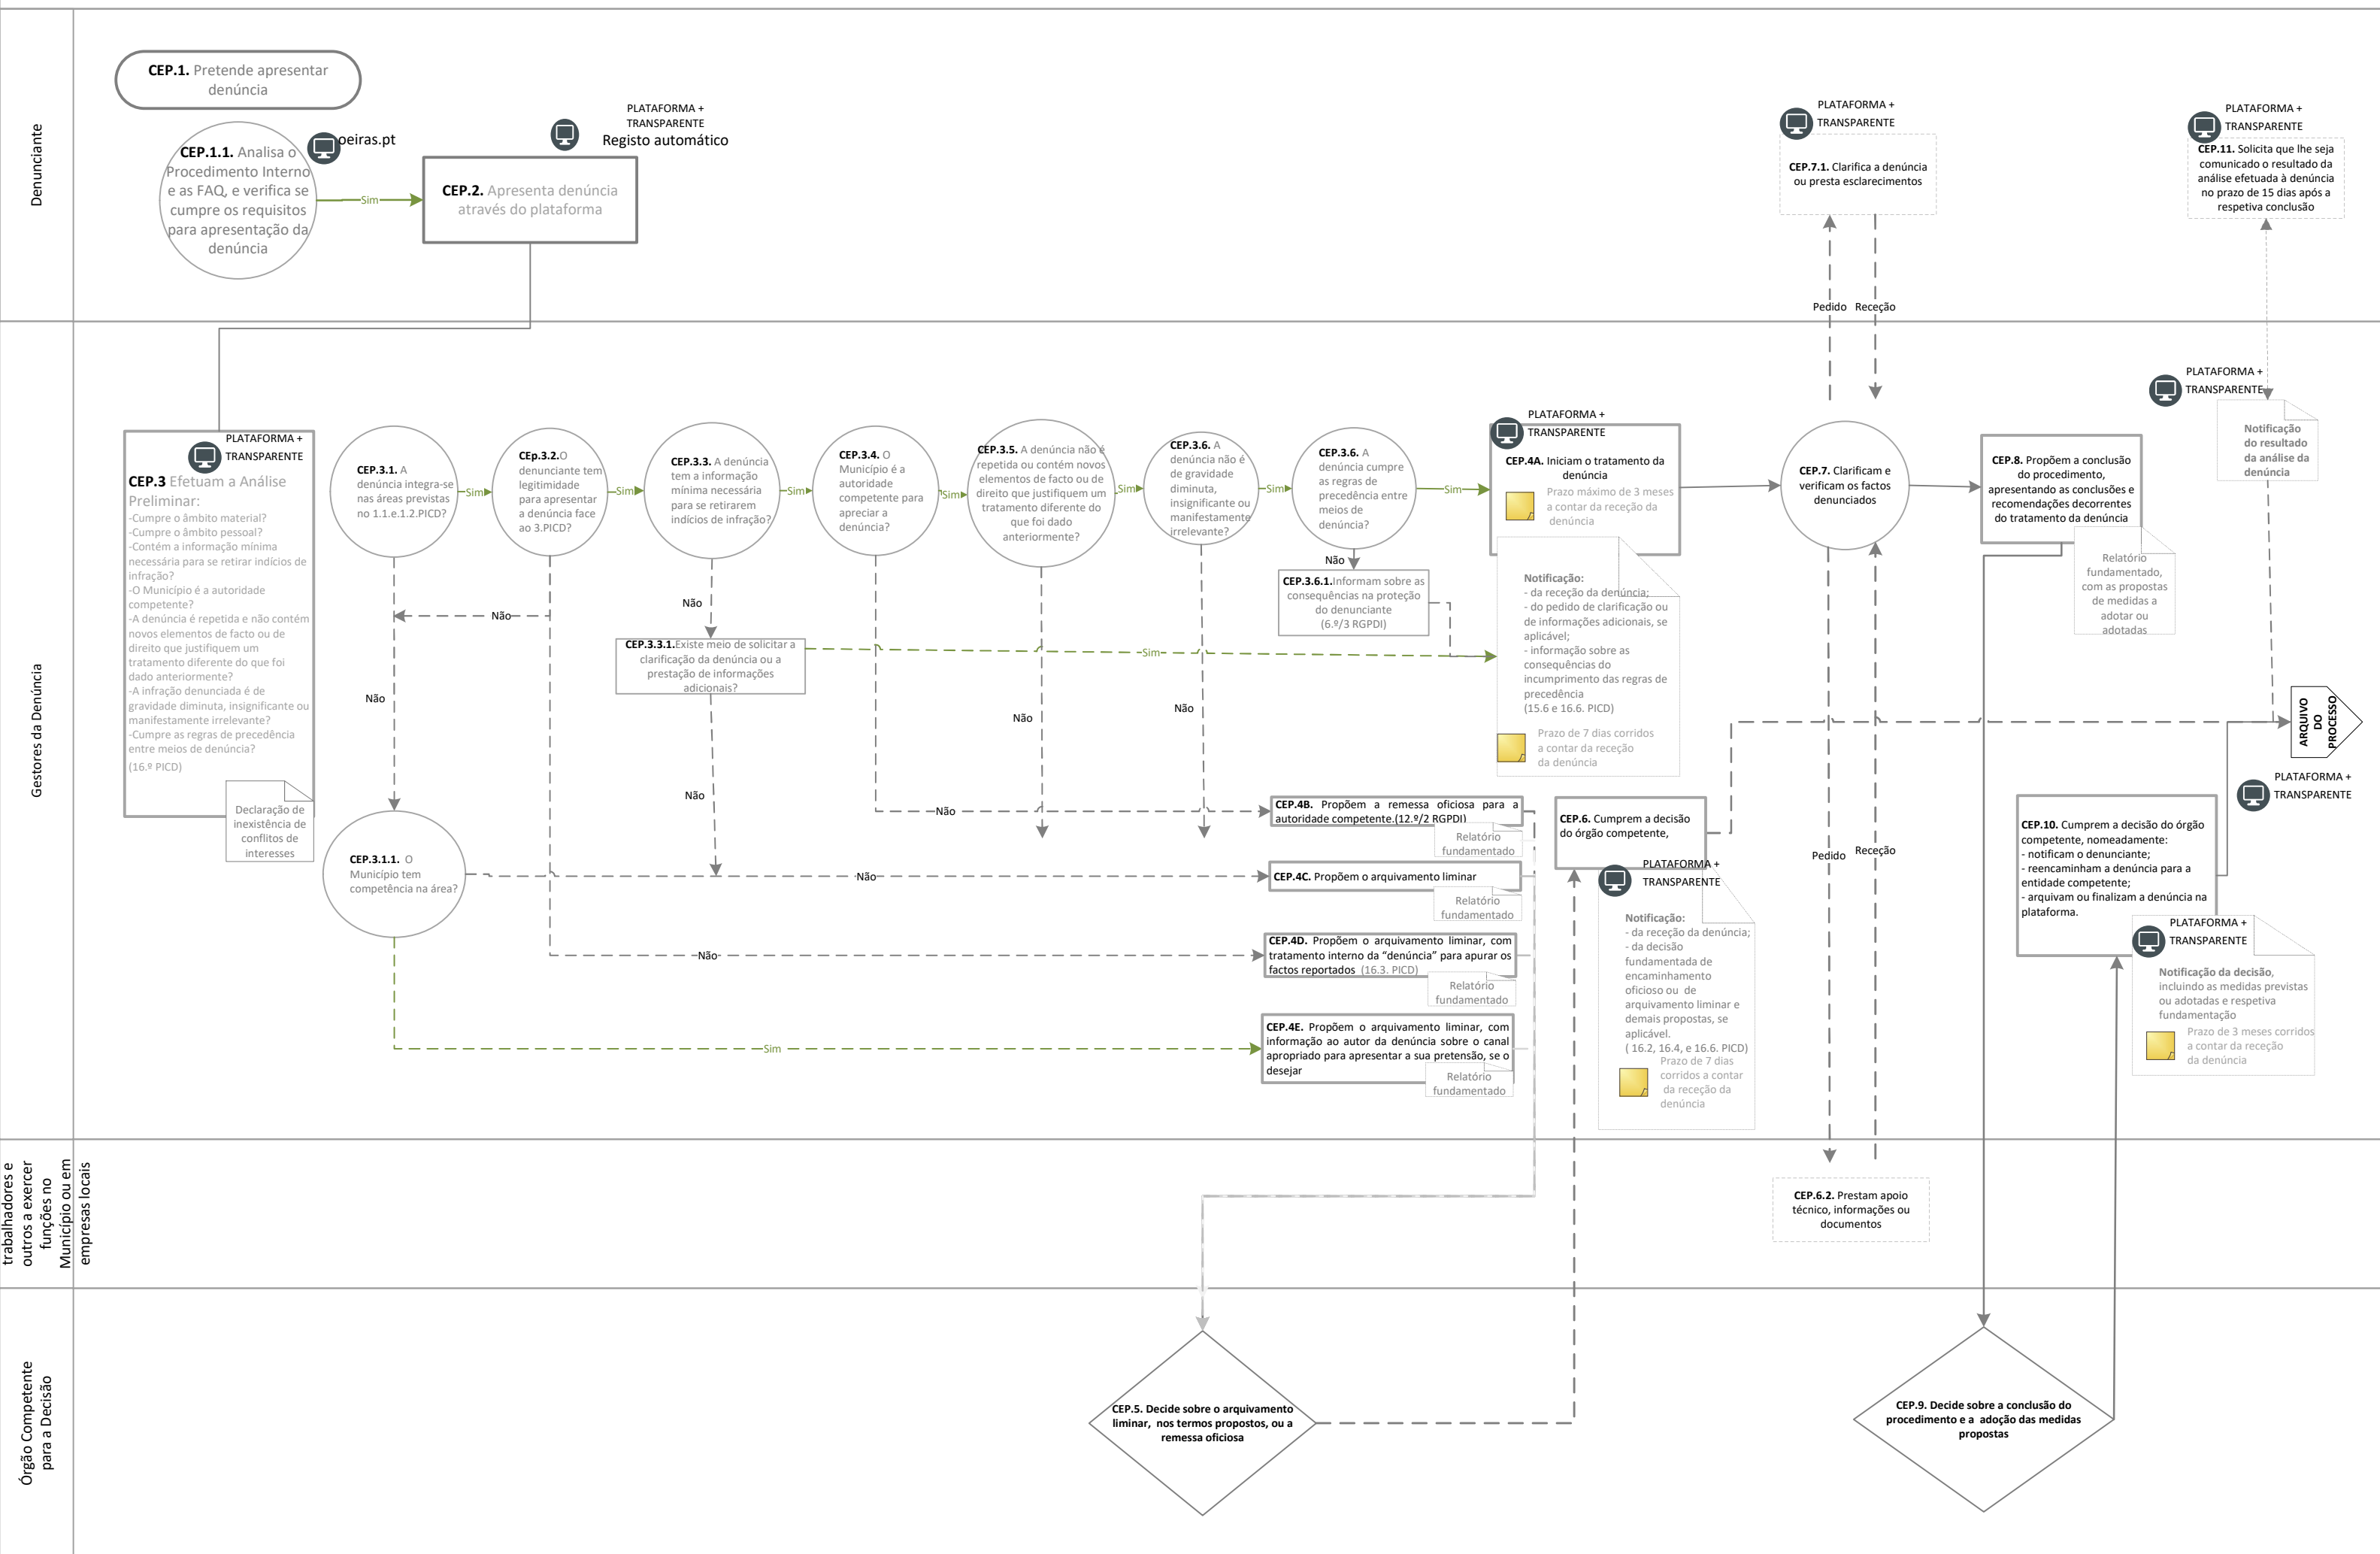 Denunciante
CEP.1. Pretende apresentar
denúncia
CEP.1.1. Analisa o
Procedimento Interno
e as FAQ, e verifica se
cumpre os requisitos
para apresentação da
denúncia
oeiras.pt
Sim
PLATAFORMA +
TRANSPARENTE
Registo automático
CEP.2. Apresenta denúncia
através do plataforma
PLATAFORMA +
TRANSPARENTE
CEP.7.1. Clarifica a denúncia
ou presta esclarecimentos
Pedido
Receção
PLATAFORMA +
TRANSPARENTE
CEP.11. Solicita que lhe seja
comunicado o resultado da
análise efetuada à denúncia
no prazo de 15 dias após a
respetiva conclusão
Gestores da Denúncia
PLATAFORMA +
TRANSPARENTE
CEP.3 Efetuam a Análise
Preliminar:
-Cumpre o âmbito material?
-Cumpre o âmbito pessoal?
-Contém a informação mínima
necessária para se retirar indícios de
infração?
-O Município é a autoridade
competente?
-A denúncia é repetida e não contém
novos elementos de facto ou de
direito que justifiquem um
tratamento diferente do que foi
dado anteriormente?
-A infração denunciada é de
gravidade diminuta, insignificante ou
manifestamente irrelevante?
-Cumpre as regras de precedência
entre meios de denúncia?
(16.º PICD)
Declaração de
inexistência de
conflitos de
interesses
CEP.3.1. A
denúncia integra-se
nas áreas previstas
no 1.1.e.1.2.PICD?
Sim
CEp.3.2.O
denunciante tem
legitimidade
para apresentar
a denúncia face
ao 3.PICD?
Sim
CEP.3.3. A denúncia
tem a informação
mínima necessária
para se retirarem
indícios de infração?
Sim
CEP.3.4. O
Município é a
autoridade
competente para
apreciar a
denúncia?
Sim
CEP.3.5. A denúncia não é
repetida ou contém novos
elementos de facto ou de
direito que justifiquem um
tratamento diferente do
que foi dado
anteriormente?
Sim
CEP.3.6. A
denúncia não é
de gravidade
diminuta,
insignificante ou
manifestamente
irrelevante?
Sim
CEP.3.6. A
denúncia cumpre
as regras de
precedência entre
meios de
denúncia?
Sim
Não
CEP.3.6.1.Informam sobre as
consequências na proteção
do denunciante
(6.º/3 RGPDI)
Não
Não
CEP.3.3.1.Existe meio de solicitar a
clarificação da denúncia ou a
prestação de informações
adicionais?
Sim
Não
Não
Não
Não
CEP.3.1.1. O
Município tem
competência na área?
Não
Não
Não
Sim
PLATAFORMA +
TRANSPARENTE
CEP.4A. Iniciam o tratamento da
denúncia
Prazo máximo de 3 meses
a contar da receção da
denúncia
Notificação:
- da receção da denúncia;
- do pedido de clarificação ou
de informações adicionais, se
aplicável;
- informação sobre as
consequências do
incumprimento das regras de
precedência
(15.6 e 16.6. PICD)
Prazo de 7 dias corridos
a contar da receção
da denúncia
CEP.4B. Propõem a remessa oficiosa para a
autoridade competente.(12.º/2 RGPDI)
Relatório
fundamentado
CEP.4C. Propõem o arquivamento liminar
Relatório
fundamentado
CEP.4D. Propõem o arquivamento liminar, com
tratamento interno da “denúncia” para apurar os
factos reportados (16.3. PICD)
Relatório
fundamentado
CEP.4E. Propõem o arquivamento liminar, com
informação ao autor da denúncia sobre o canal
apropriado para apresentar a sua pretensão, se o
desejar
Relatório
fundamentado
CEP.6. Cumprem a decisão
do órgão competente,
PLATAFORMA +
TRANSPARENTE
Notificação:
- da receção da denúncia;
- da decisão
fundamentada de
encaminhamento
oficioso ou de
arquivamento liminar e
demais propostas, se
aplicável.
( 16.2, 16.4, e 16.6. PICD)
Prazo de 7 dias
corridos a contar
da receção da
denúncia
CEP.7. Clarificam e
verificam os factos
denunciados
Pedido
Receção
CEP.8. Propõem a conclusão
do procedimento,
apresentando as conclusões e
recomendações decorrentes
do tratamento da denúncia
Relatório
fundamentado,
com as propostas
de medidas a
adotar ou
adotadas
PLATAFORMA +
TRANSPARENTE
Notificação
do resultado
da análise da
denúncia
ARQUIVO
DO
PROCESSO
PLATAFORMA +
TRANSPARENTE
CEP.10. Cumprem a decisão do órgão
competente, nomeadamente:
- notificam o denunciante;
- reencaminham a denúncia para a
entidade competente;
- arquivam ou finalizam a denúncia na
plataforma.
PLATAFORMA +
TRANSPARENTE
Notificação da decisão,
incluindo as medidas previstas
ou adotadas e respetiva
fundamentação
Prazo de 3 meses corridos
a contar da receção
da denúncia
trabalhadores e
outros a exercer
funções no
Município ou em
empresas locais
CEP.6.2. Prestam apoio
técnico, informações ou
documentos
Órgão Competente
para a Decisão
CEP.5. Decide sobre o arquivamento
liminar, nos termos propostos, ou a
remessa oficiosa
CEP.9. Decide sobre a conclusão do
procedimento e a adoção das medidas
propostas